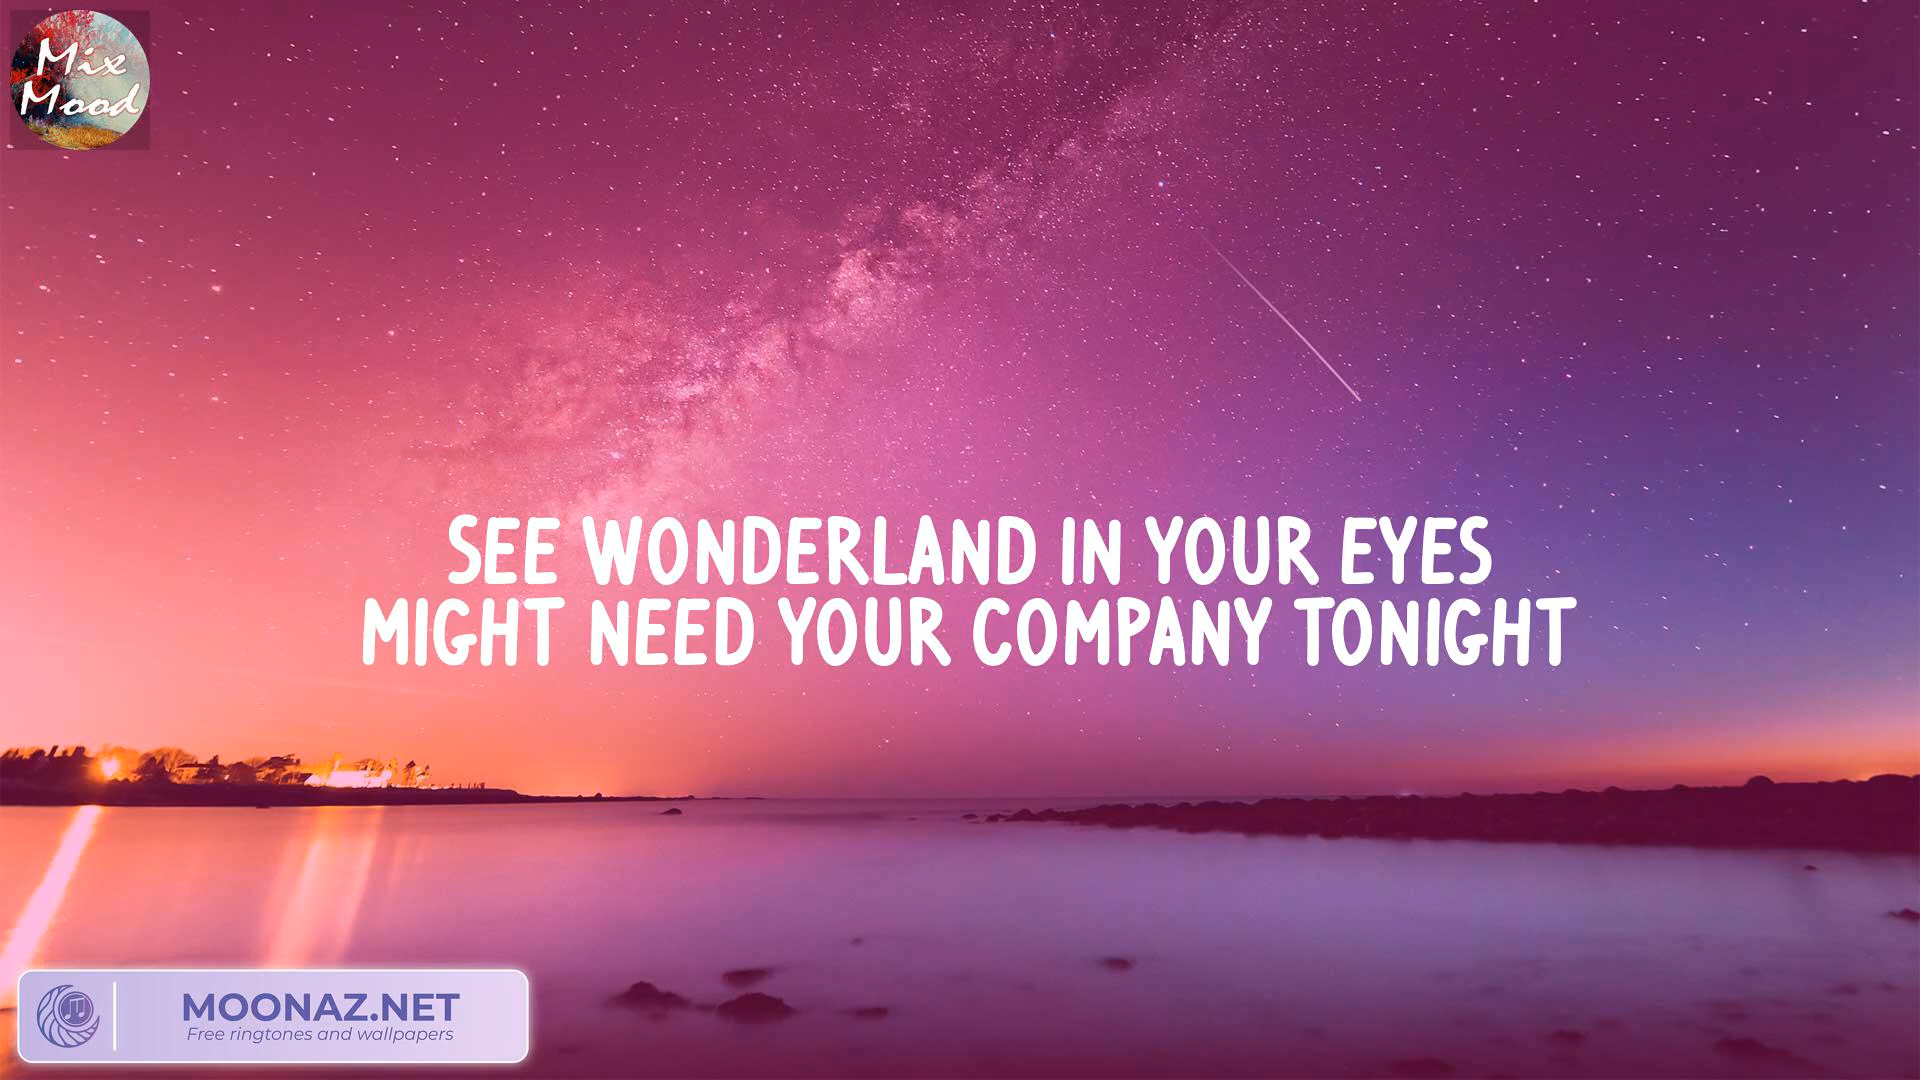 Mix
Mood
SEE WONDERLAND IN YOUR EYES
MIGHT NEED YOUR COMPANY TONIGHT
MOONAZ.NET
Free ringtones and wallpapers